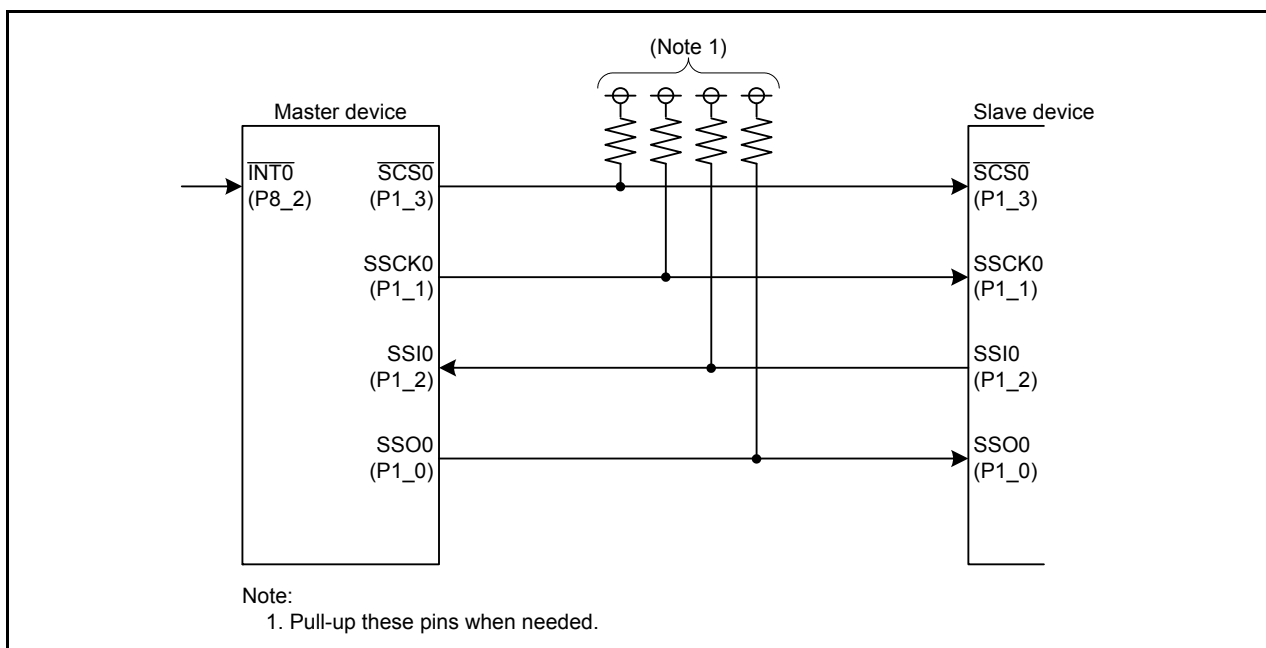 (Note 1)
Master device
Slave device
INT0
(P8_2)
SCS0
(P1_3)
SCS0
(P1_3)
SSCK0
(P1_1)
SSCK0
(P1_1)
SSI0
(P1_2)
SSI0
(P1_2)
SSO0
(P1_0)
SSO0
(P1_0)
Note:
1. Pull-up these pins when needed.